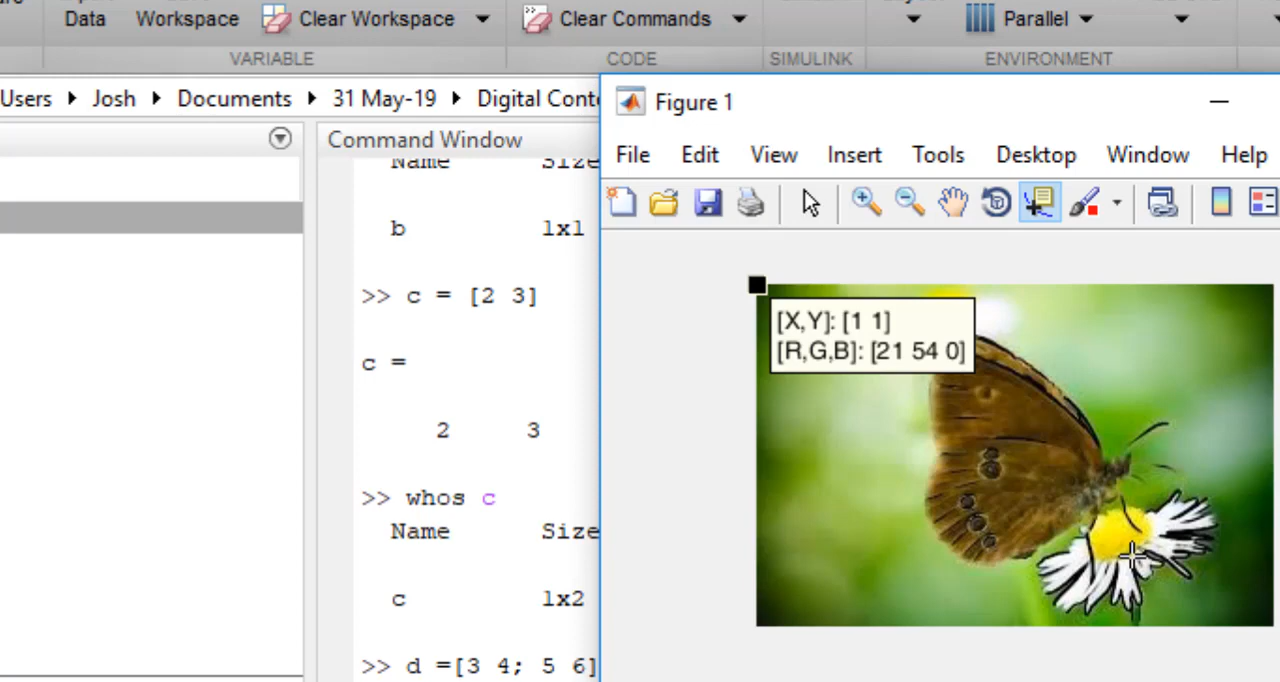 Data Workspace Clear Workspace Clear Commands Parallel
VARIABLE CODE SIMULINK ENVIRONMENT
Users Josh Documents 31 May-19 Digital
Command Window
Name Size
b 1x1
>> c = [2 3]
c =
2 3
>> whos c
Name Size
c 1x2
>> d =[3 4; 5 6]
Figure 1
File Edit View Insert Tools Desktop Window Help
[X,Y]: [1 1]
[R,G,B]: [21 54 0]